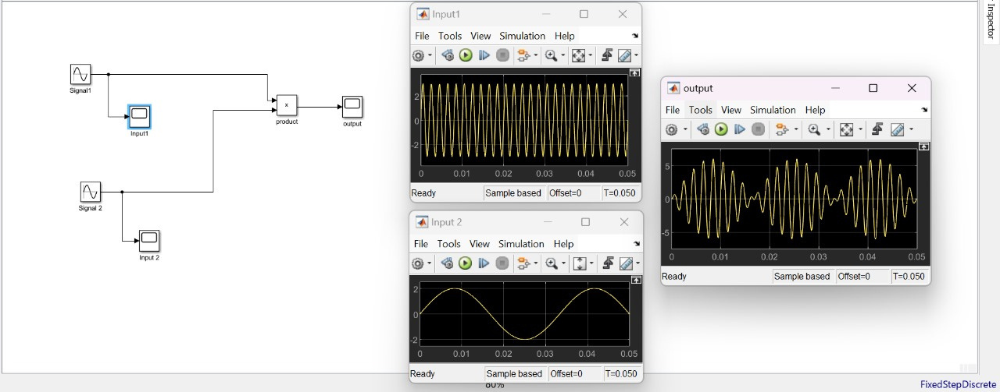 Signal1
Input1
x
product
output
Signal 2
Input 2
Input1
File Tools View Simulation Help
2
0
-2
0 0.01 0.02 0.03 0.04 0.05
Ready Sample based Offset=0 T=0.050
Input 2
File Tools View Simulation Help
2
0
-2
0 0.01 0.02 0.03 0.04 0.05
Ready Sample based Offset=0 T=0.050
output
File Tools View Simulation Help
5
0
-5
0 0.01 0.02 0.03 0.04 0.05
Ready Sample based Offset=0 T=0.050
Inspector
80%
FixedStepDiscrete